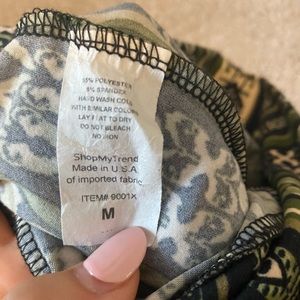 POLYESTER
5% SPANDEX
HAND WASH COLD
WITH SIMILAR COLORS
LAY FLAT TO DRY
DO NOT BLEACH
NO IRON
ShopMyTrend
Made in U.S.A
of imported fabric
ITEM# 9001X
M